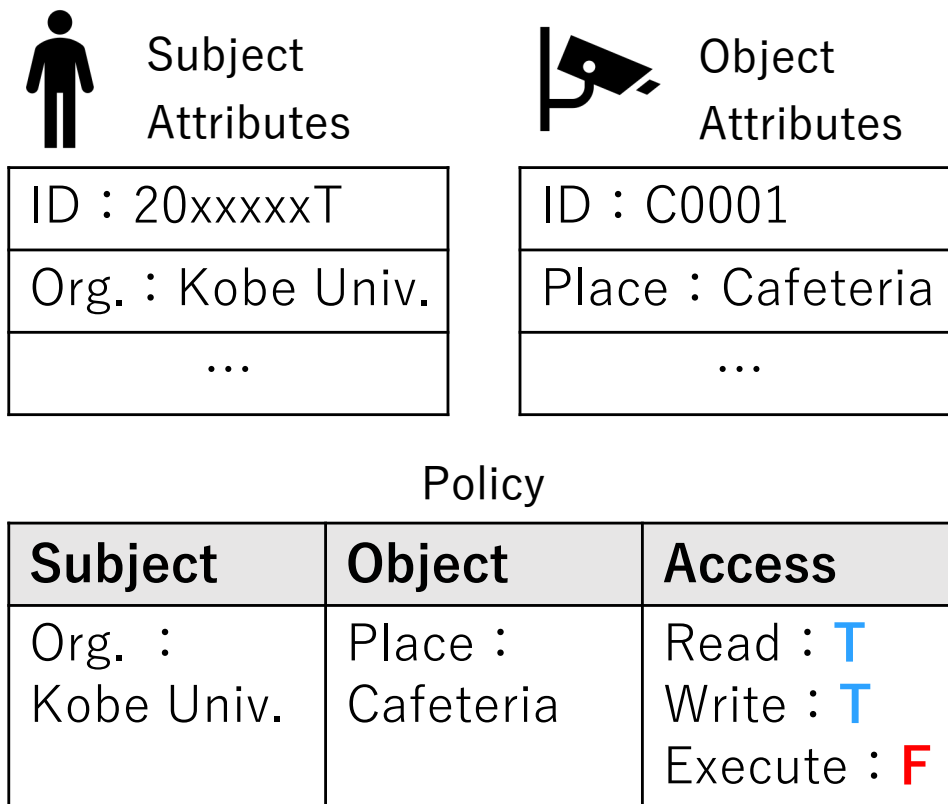 Subject
Attributes
Object
Attributes
ID：20xxxxxT
Org.：Kobe Univ.
…
ID：C0001
Place：Cafeteria
…
Policy
Subject
Object
Access
Org. ：
Kobe Univ.
Place：
Cafeteria
Read：T
Write：T
Execute：F